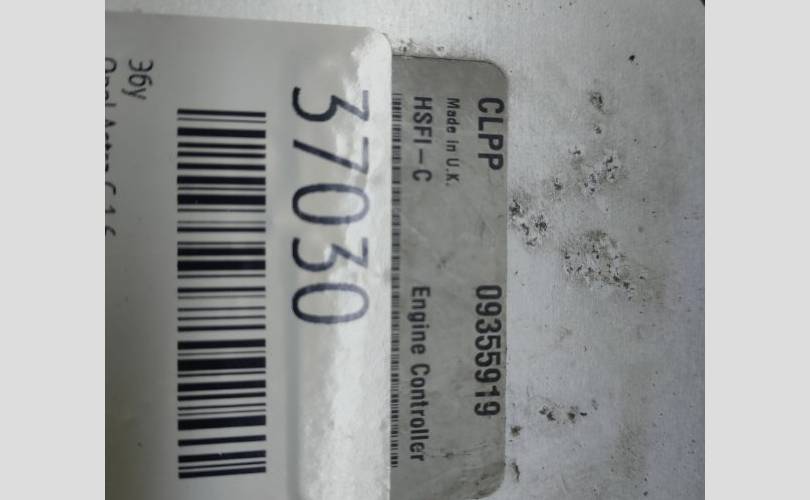 CLPP 09355919
Made in U.K.
HSFI-C Engine Controller
37030
Эбу